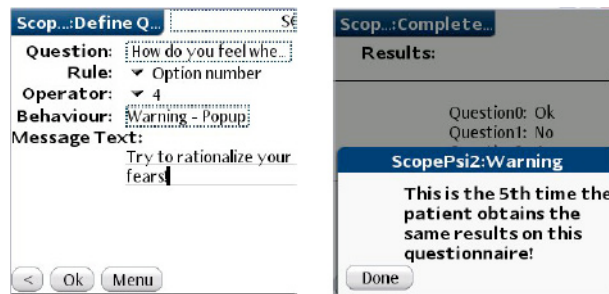 Scop...:Define Q...
Question: How do you feel whe...
Rule: Option number
Operator: 4
Behaviour: Warning - Popup
Message Text:
Try to rationalize your
fears!
< Ok Menu
Scop...:Complete...
Results:
Question0: Ok
Question1: No
ScopePsi2:Warning
This is the 5th time the
patient obtains the
same results on this
questionnaire!
Done